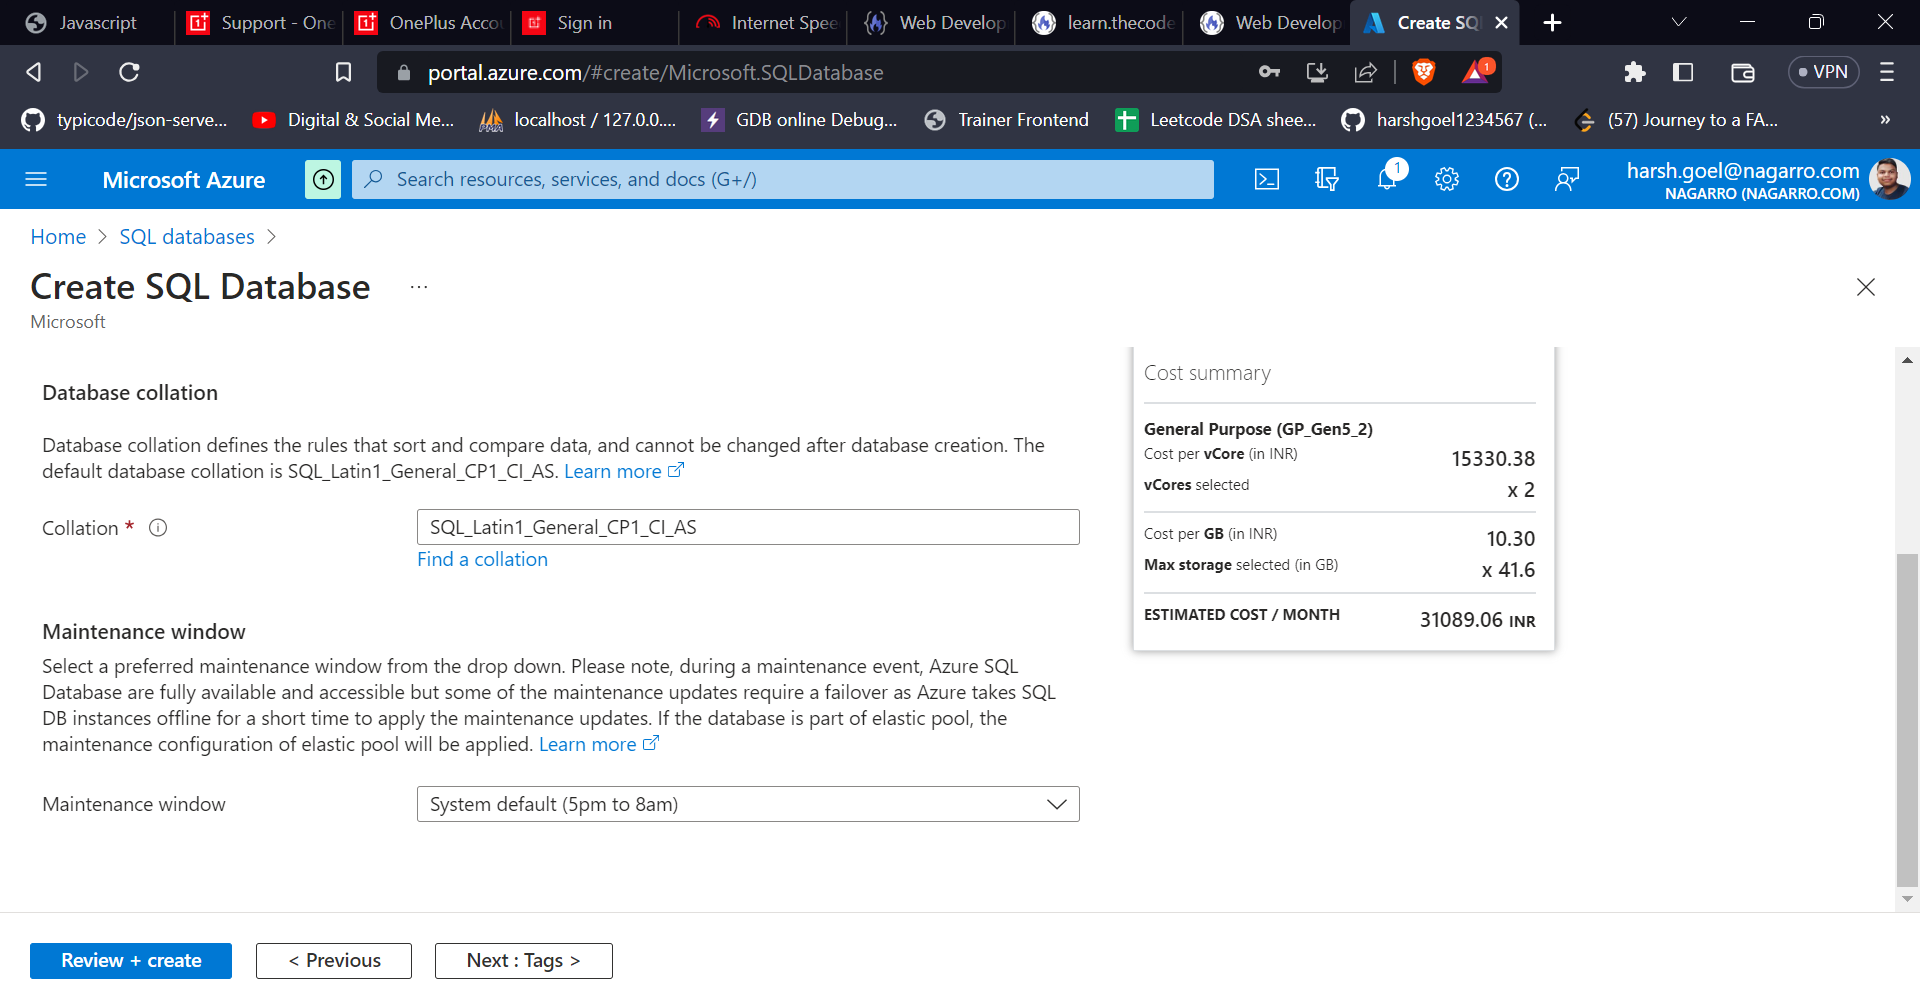 Javascript
Support - One
OnePlus Accou
Sign in
Internet Spee
Web Develop
learn.thecode
Web Develop
Create SQ
portal.azure.com/#create/Microsoft.SQLDatabase
1
VPN
typicode/json-serve...
Digital & Social Me...
localhost / 127.0.0....
GDB online Debug...
Trainer Frontend
Leetcode DSA shee...
harshgoel1234567 (...
(57) Journey to a FA...
»
Microsoft Azure
Search resources, services, and docs (G+/)
1
harsh.goel@nagarro.com
NAGARRO (NAGARRO.COM)
Home > SQL databases >
Create SQL Database ...
Microsoft
Database collation
Database collation defines the rules that sort and compare data, and cannot be changed after database creation. The
default database collation is SQL_Latin1_General_CP1_CI_AS. Learn more
Collation *
SQL_Latin1_General_CP1_CI_AS
Find a collation
Maintenance window
Select a preferred maintenance window from the drop down. Please note, during a maintenance event, Azure SQL
Database are fully available and accessible but some of the maintenance updates require a failover as Azure takes SQL
DB instances offline for a short time to apply the maintenance updates. If the database is part of elastic pool, the
maintenance configuration of elastic pool will be applied. Learn more
Maintenance window
System default (5pm to 8am)
Cost summary
General Purpose (GP_Gen5_2)
Cost per vCore (in INR) 15330.38
vCores selected x 2
Cost per GB (in INR) 10.30
Max storage selected (in GB) x 41.6
ESTIMATED COST / MONTH 31089.06 INR
Review + create
< Previous
Next : Tags >